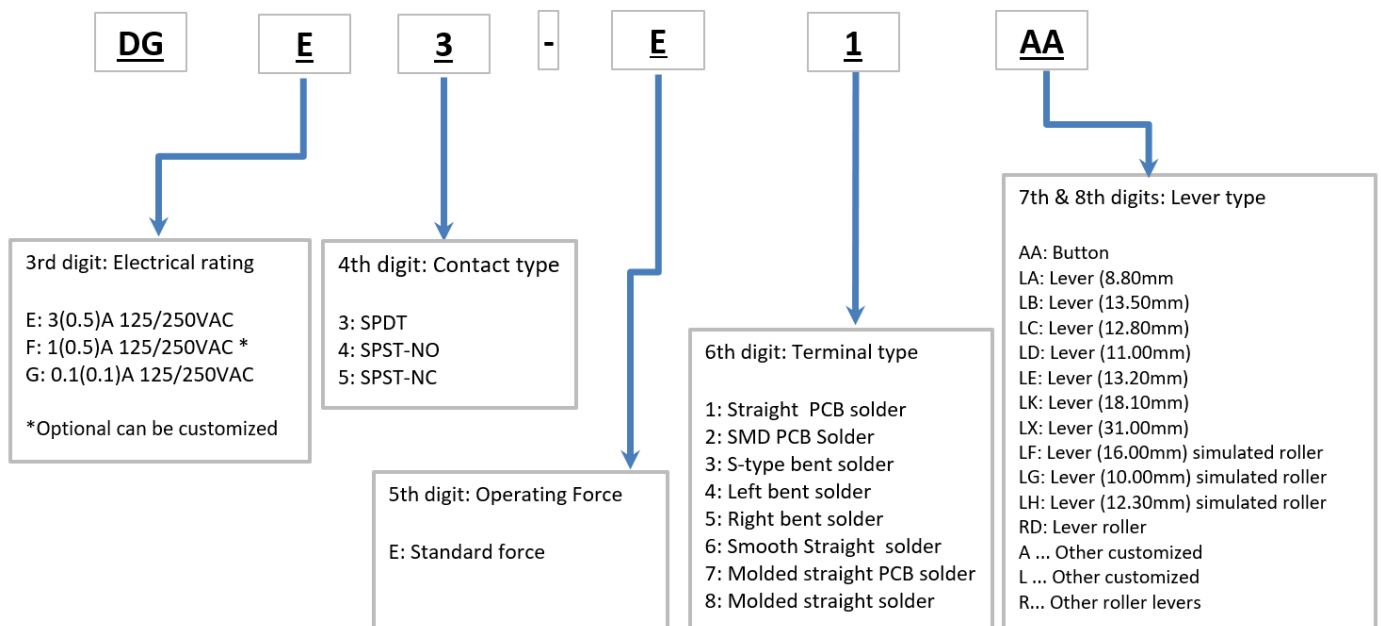 DG E 3 - E 1 AA
3rd digit: Electrical rating
E: 3(0.5)A 125/250VAC
F: 1(0.5)A 125/250VAC *
G: 0.1(0.1)A 125/250VAC
*Optional can be customized
4th digit: Contact type
3: SPDT
4: SPST-NO
5: SPST-NC
5th digit: Operating Force
E: Standard force
6th digit: Terminal type
1: Straight PCB solder
2: SMD PCB Solder
3: S-type bent solder
4: Left bent solder
5: Right bent solder
6: Smooth Straight solder
7: Molded straight PCB solder
8: Molded straight solder
7th & 8th digits: Lever type
AA: Button
LA: Lever (8.80mm
LB: Lever (13.50mm)
LC: Lever (12.80mm)
LD: Lever (11.00mm)
LE: Lever (13.20mm)
LK: Lever (18.10mm)
LX: Lever (31.00mm)
LF: Lever (16.00mm) simulated roller
LG: Lever (10.00mm) simulated roller
LH: Lever (12.30mm) simulated roller
RD: Lever roller
A ... Other customized
L ... Other customized
R... Other roller levers